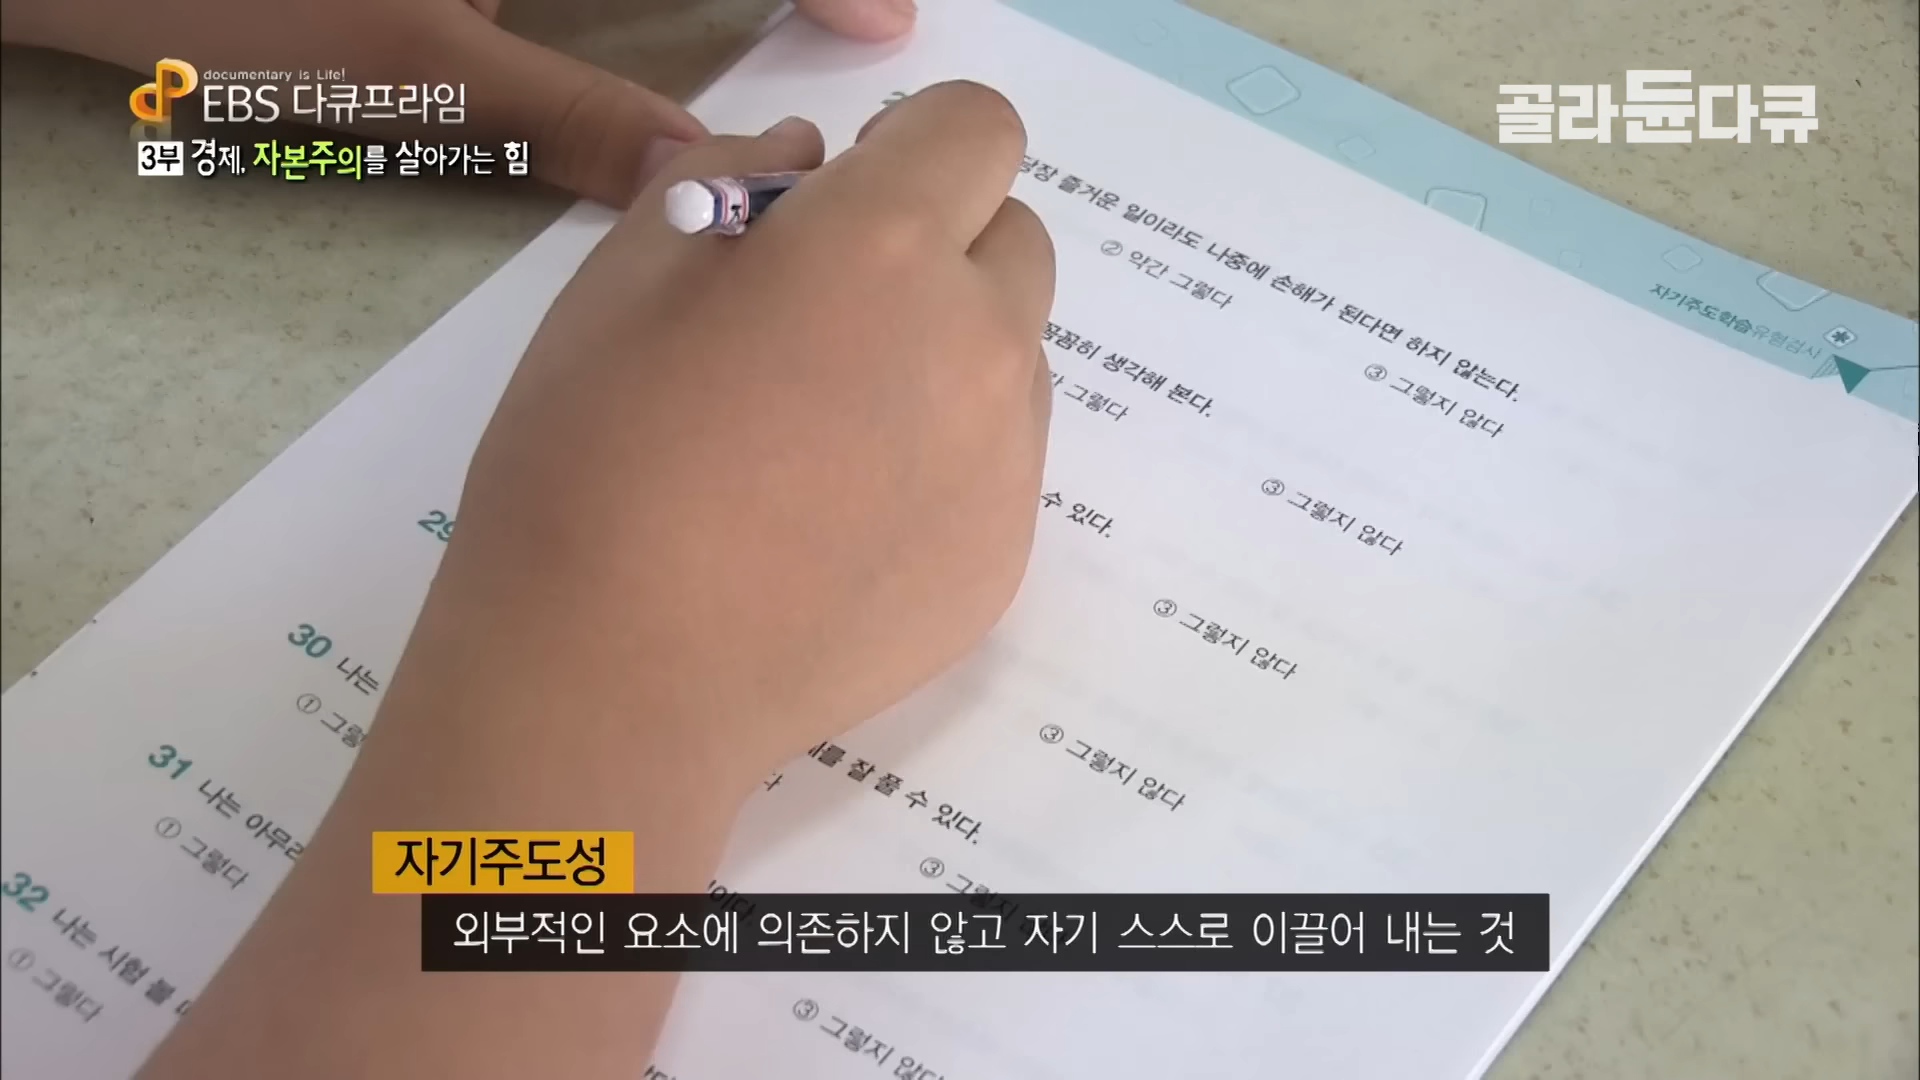 documentary is Life!
EBS 다큐프라임
3부 경제, 자본주의를 살아가는 힘
골라듄다큐
자기주도학습유형검사
당장 즐거운 일이라도 나중에 손해가 된다면 하지 않는다.
② 약간 그렇다
③ 그렇지 않다
꼼꼼히 생각해 본다.
그렇다
③ 그렇지 않다
29
수 있다.
③ 그렇지 않다
30 나는
① 그렇
③ 그렇지 않다
31 나는 아무리
잘 풀 수 있다.
① 그렇다
③
32 나는 시험 볼
① 그렇다
③ 그렇지 않다
자기주도성
외부적인 요소에 의존하지 않고 자기 스스로 이끌어 내는 것